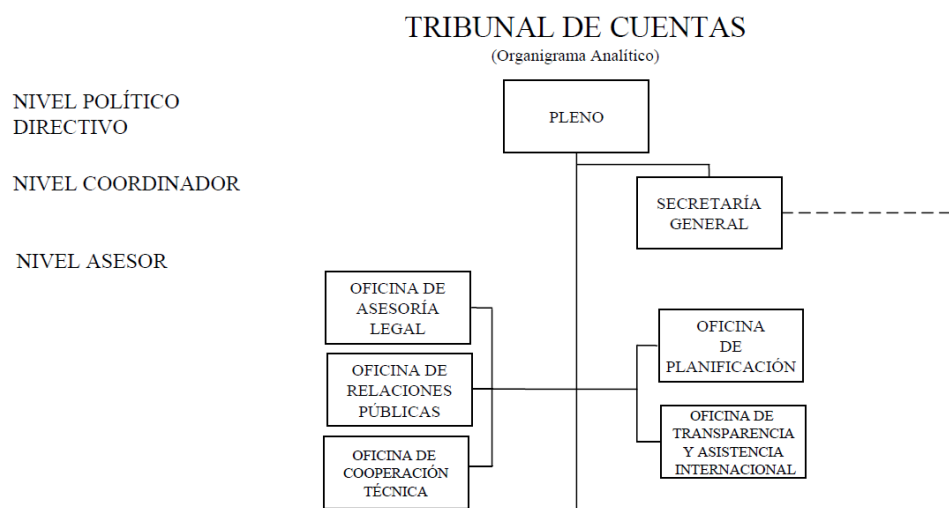 TRIBUNAL DE CUENTAS
(Organigrama Analítico)
NIVEL POLÍTICO
DIRECTIVO
PLENO
NIVEL COORDINADOR
SECRETARÍA
GENERAL
NIVEL ASESOR
OFICINA DE
ASESORÍA
LEGAL
OFICINA DE
RELACIONES
PÚBLICAS
OFICINA DE
COOPERACIÓN
TÉCNICA
OFICINA
DE
PLANIFICACIÓN
OFICINA DE
TRANSPARENCIA
Y ASISTENCIA
INTERNACIONAL